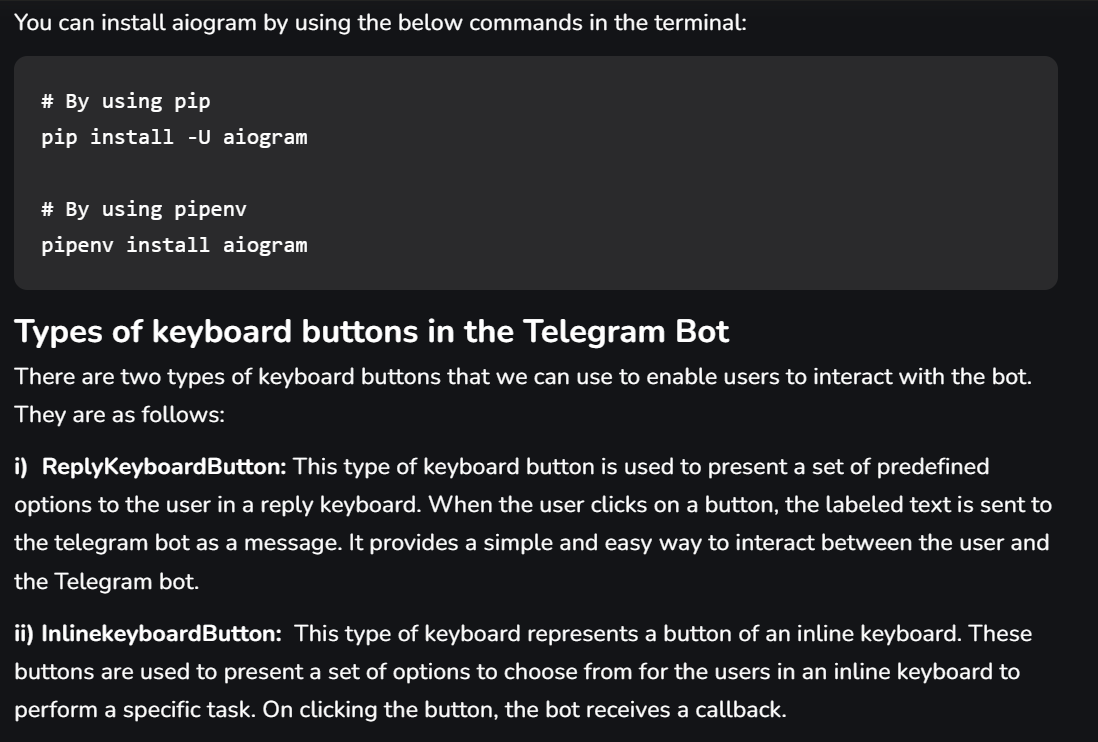 You can install aiogram by using the below commands in the terminal:
# By using pip
pip install -U aiogram
# By using pipenv
pipenv install aiogram
Types of keyboard buttons in the Telegram Bot
There are two types of keyboard buttons that we can use to enable users to interact with the bot.
They are as follows:
i)  ReplyKeyboardButton: This type of keyboard button is used to present a set of predefined
options to the user in a reply keyboard. When the user clicks on a button, the labeled text is sent to
the telegram bot as a message. It provides a simple and easy way to interact between the user and
the Telegram bot.
ii) InlinekeyboardButton:  This type of keyboard represents a button of an inline keyboard. These
buttons are used to present a set of options to choose from for the users in an inline keyboard to
perform a specific task. On clicking the button, the bot receives a callback.